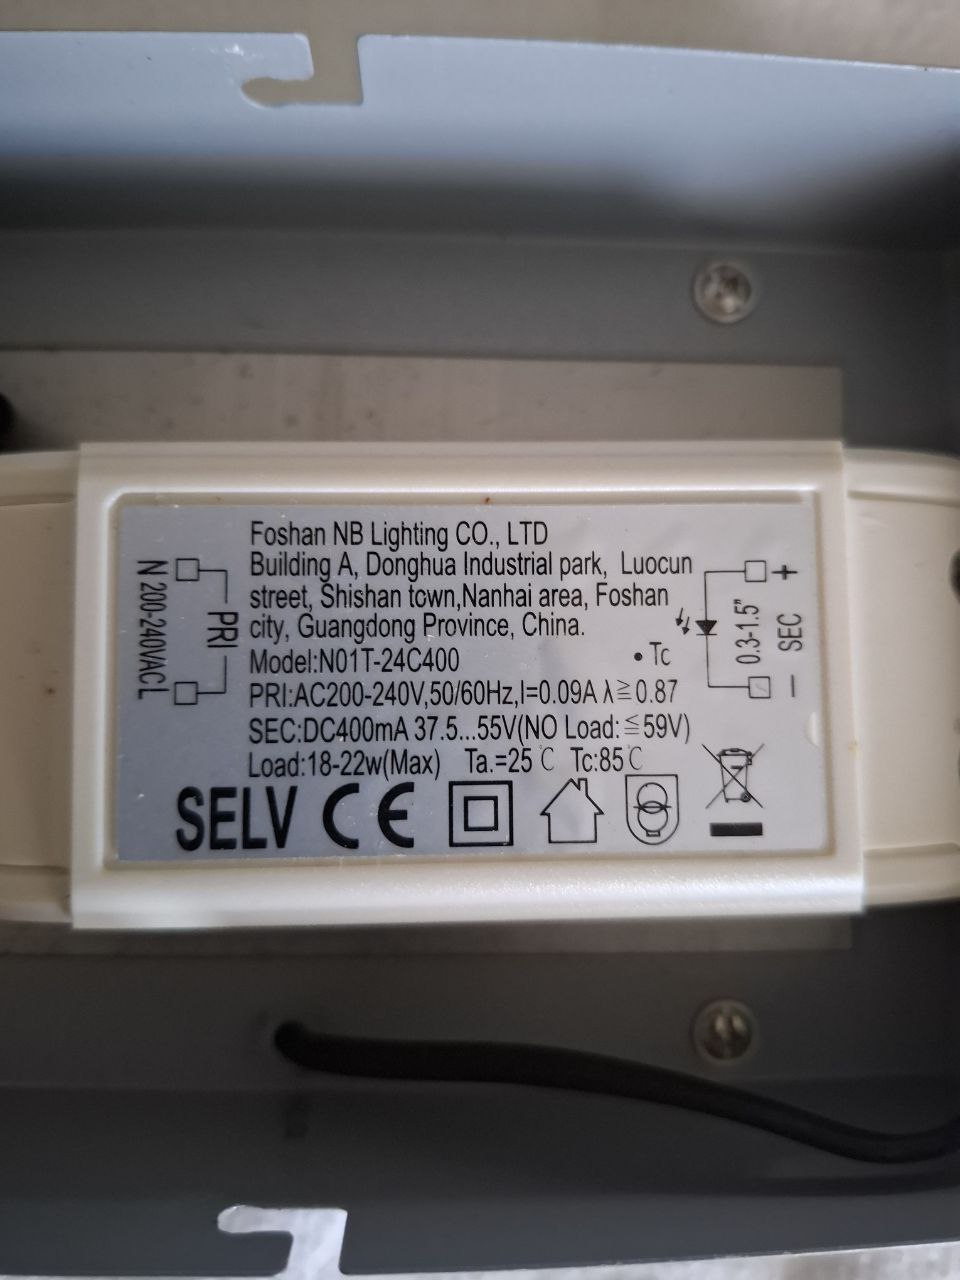 Foshan NB Lighting CO., LTD
Building A, Donghua Industrial park, Luocun
street, Shishan town,Nanhai area, Foshan
city, Guangdong Province, China.
Model:N01T-24C400
• Tc
PRI:AC200-240V,50/60Hz,I=0.09A λ≧0.87
SEC:DC400mA 37.5...55V(NO Load:≦59V)
Load:18-22w(Max) Ta.=25℃ Tc:85℃
SELV CE
N 200-240VACL
PRI
+
0.3-1.5"
SEC
−